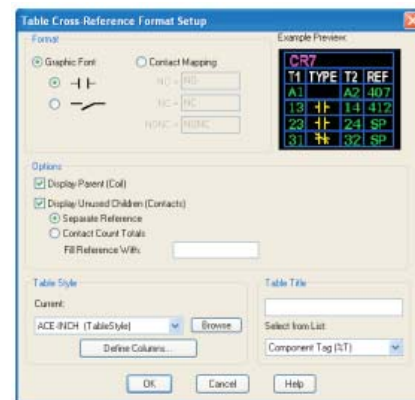 Table Cross-Reference Format Setup
Format
Graphic Font
Contact Mapping
NO = NO
NC = NC
NONC = NONC
Example Preview:
CR7
T1 TYPE T2 REF
A1 A2 407
13 14 412
23 24 SP
31 32 SP
Options
Display Parent (Coil)
Display Unused Children (Contacts)
Separate Reference
Contact Count Totals
Fill Reference With:
Table Style
Current:
ACE-INCH (TableStyle)
Browse
Define Columns...
Table Title
Select from List:
Component Tag (%T)
OK
Cancel
Help